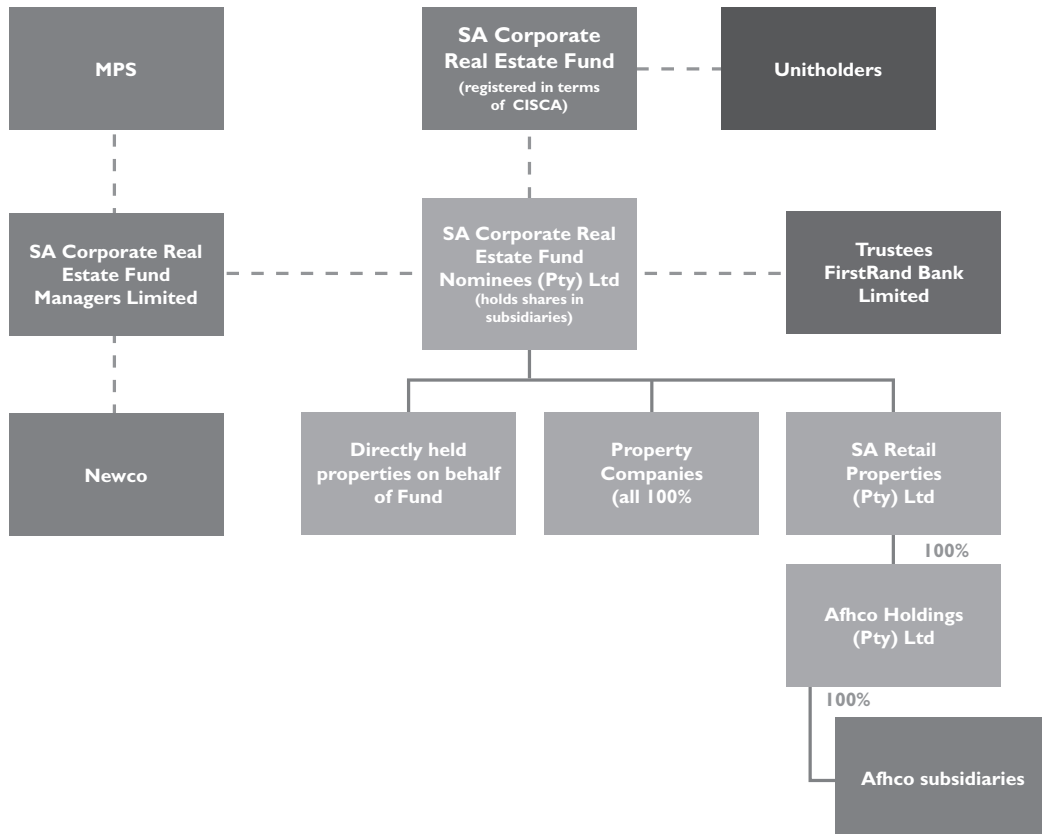 MPS
SA Corporate
Real Estate Fund
(registered in terms
of CISCA)
Unitholders
SA Corporate Real
Estate Fund
Managers Limited
SA Corporate Real
Estate Fund
Nominees (Pty) Ltd
(holds shares in
subsidiaries)
Trustees
FirstRand Bank
Limited
Newco
Directly held
properties on behalf
of Fund
Property
Companies
(all 100%
SA Retail
Properties
(Pty) Ltd
100%
Afhco Holdings
(Pty) Ltd
100%
Afhco subsidiaries